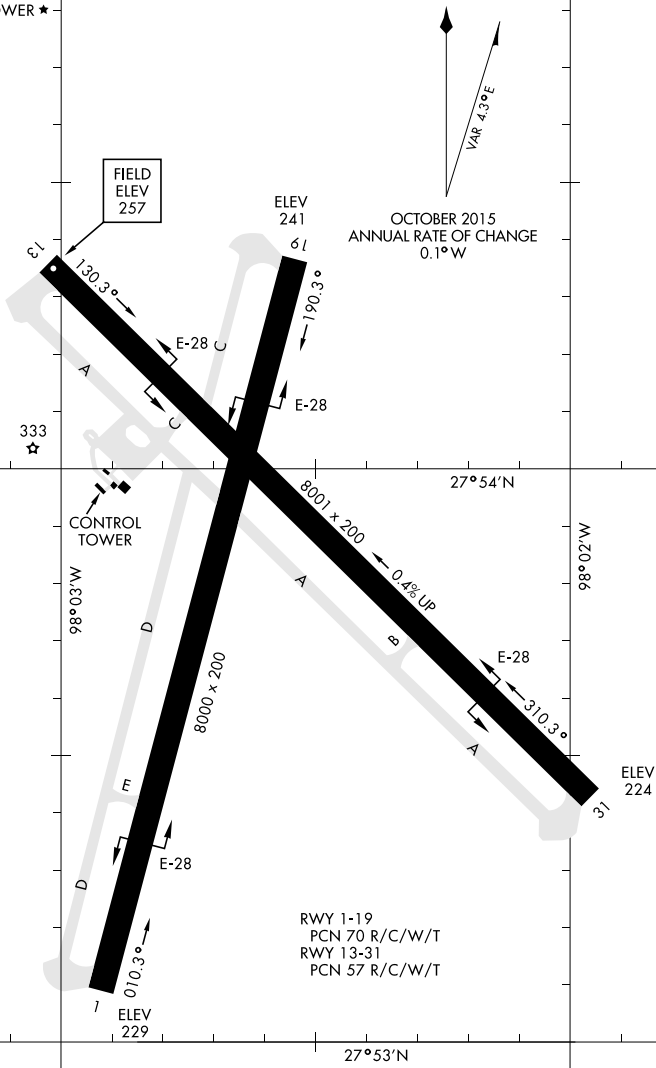 OWER ★
VAR 4.3° E
FIELD
ELEV
257
ELEV
241
OCTOBER 2015
ANNUAL RATE OF CHANGE
0.1° W
13
19
130.3°
190.3°
E-28
C
A
E-28
C
333
27° 54' N
CONTROL
TOWER
8001 x 200
98° 03' W
98° 02' W
0.4% UP
A
D
B
E-28
8000 x 200
310.3°
A
ELEV
224
E
31
E-28
D
RWY 1-19
PCN 70 R/C/W/T
RWY 13-31
PCN 57 R/C/W/T
010.3°
1
ELEV
229
27° 53' N